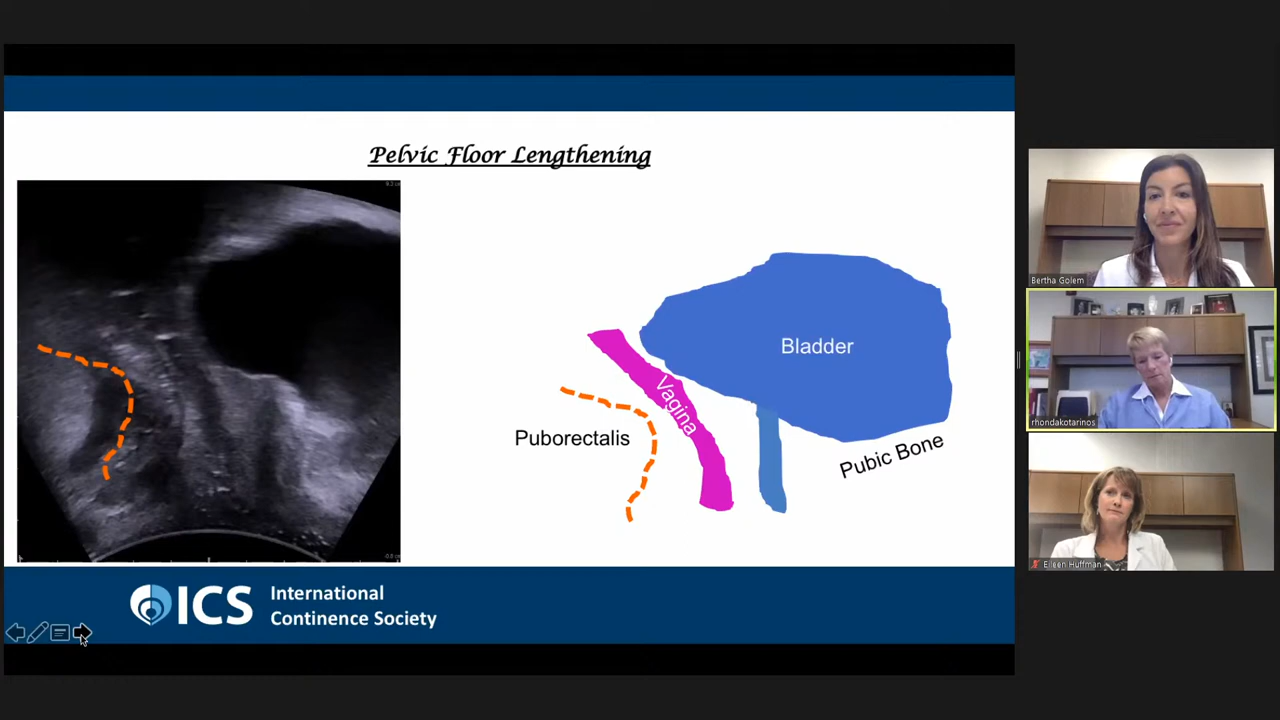 Pelvic Floor Lengthening
Bladder
Vagina
Puborectalis
Pubic Bone
ICS
International
Continence Society
Bertha Golem
rhondakotarinos
Eileen Huffman